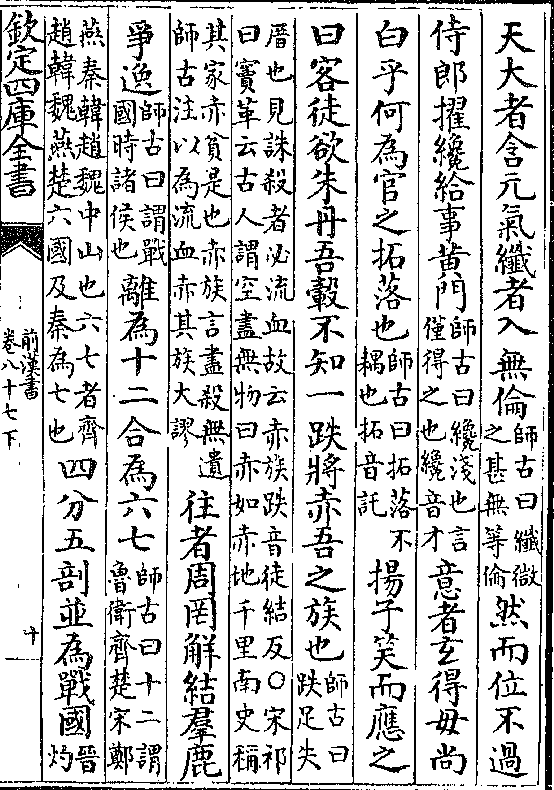 天大者含元氣纖者入無倫師古曰纖微之甚無等倫然而位不過
侍郎擢纔給事黄門師古曰纔淺也言僅得之也纔音才意者玄得毋尚
白乎何為官之拓落也師古曰拓落不耦也拓音託揚子笑而應之
曰客徒欲朱丹吾轂不知一跌將赤吾之族也師古曰跌足失
厝也見誅殺者必流血故云赤族跌音徒結反○宋祁
曰竇苹云古人謂空盡無物曰赤如赤地千里南史稱
其家赤貧是也赤族言盡殺無遺
師古注以為流血赤其族大謬往者周罔解結羣鹿
爭逸師古曰謂戰國時諸侯也離為十二合為六七師古曰十二謂魯衛齊楚宋鄭
燕秦韓趙魏中山也六七者齊
趙韓魏燕楚六國及秦為七也四分五剖並為戰國晉灼
欽定四庫全書
前漢書
卷八十七下
十